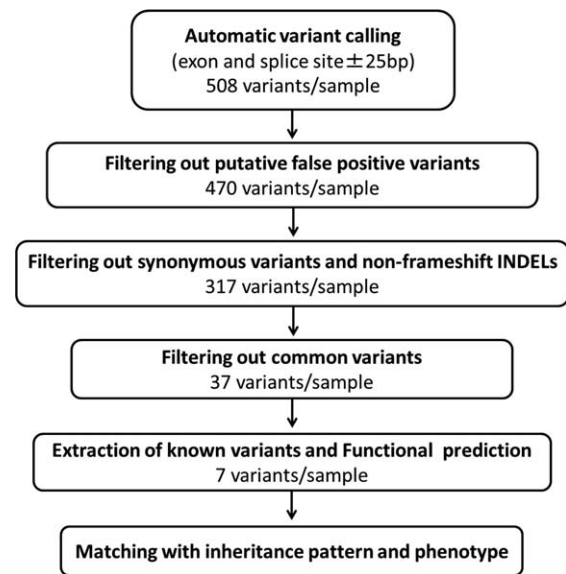 Automatic variant calling
(exon and splice site±25bp)
508 variants/sample
Filtering out putative false positive variants
470 variants/sample
Filtering out synonymous variants and non-frameshift INDELs
317 variants/sample
Filtering out common variants
37 variants/sample
Extraction of known variants and Functional prediction
7 variants/sample
Matching with inheritance pattern and phenotype